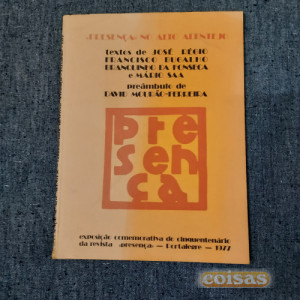 «PRESENÇA» NO ALTO ALENTEJO
textos de JOSÉ RÉGIO
FRANCISCO BUGALHO
BRANQUINHO DA FONSECA
e MÁRIO SAA
preâmbulo de
DAVID MOURÃO-FERREIRA
pre
sen
ça
exposição comemorativa do cinquentenário
da revista «presença» — Portalegre — 1977
coisas